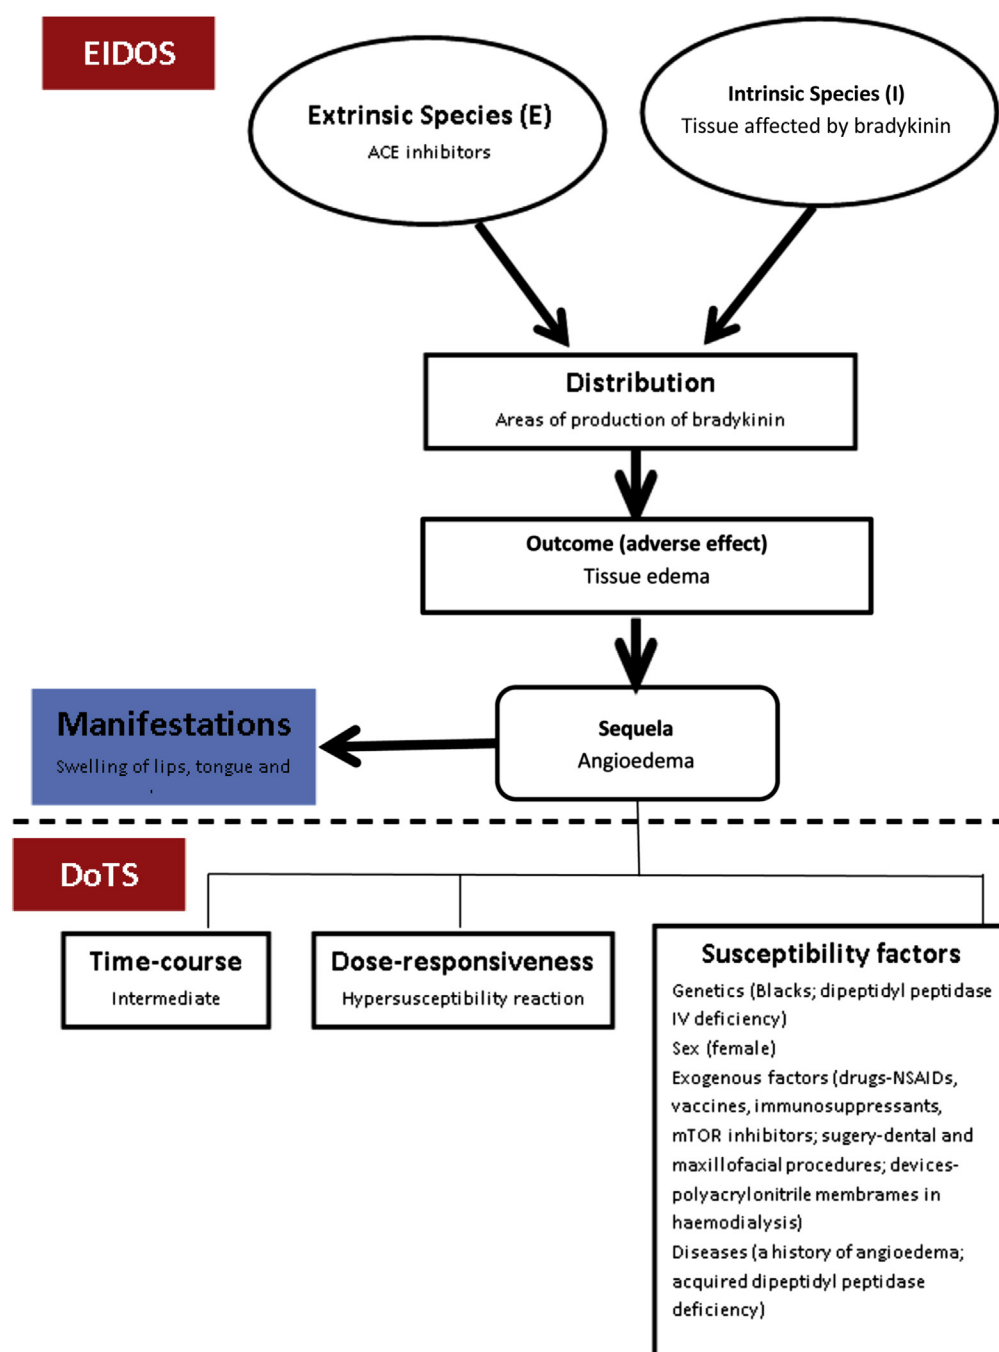 EIDOS
Extrinsic Species (E)
ACE inhibitors
Intrinsic Species (I)
Tissue affected by bradykinin
Distribution
Areas of production of bradykinin
Outcome (adverse effect)
Tissue edema
Sequela
Angioedema
Manifestations
Swelling of lips, tongue and
DoTS
Time-course
Intermediate
Dose-responsiveness
Hypersusceptibility reaction
Susceptibility factors
Genetics (Blacks; dipeptidyl peptidase
IV deficiency)
Sex (female)
Exogenous factors (drugs-NSAIDs,
vaccines, immunosuppressants,
mTOR inhibitors; sugery-dental and
maxillofacial procedures; devices-
polyacrylonitrile membrames in
haemodialysis)
Diseases (a history of angioedema;
acquired dipeptidyl peptidase
deficiency)